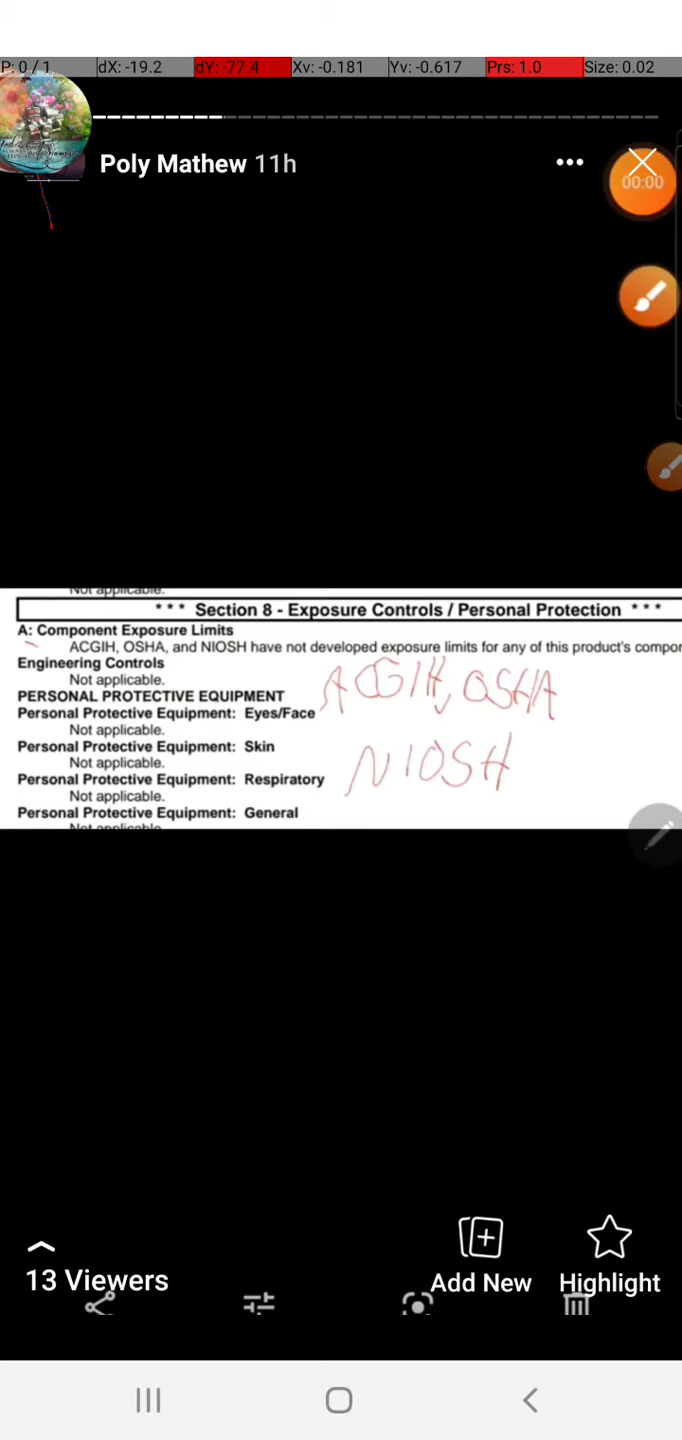 P: 0 / 1 dX: -19.2 dY: -77.4 Xv: -0.181 Yv: -0.617 Prs: 1.0 Size: 0.02
Poly Mathew 11h
00:00
Not applicable.
* * * Section 8 - Exposure Controls / Personal Protection * * *
A: Component Exposure Limits
ACGIH, OSHA, and NIOSH have not developed exposure limits for any of this product's compor
Engineering Controls
Not applicable.
PERSONAL PROTECTIVE EQUIPMENT
ACGIH, OSHA
Personal Protective Equipment: Eyes/Face
Not applicable.
Personal Protective Equipment: Skin
Not applicable.
NIOSH
Personal Protective Equipment: Respiratory
Not applicable.
Personal Protective Equipment: General
Not applicable
13 Viewers
Add New
Highlight